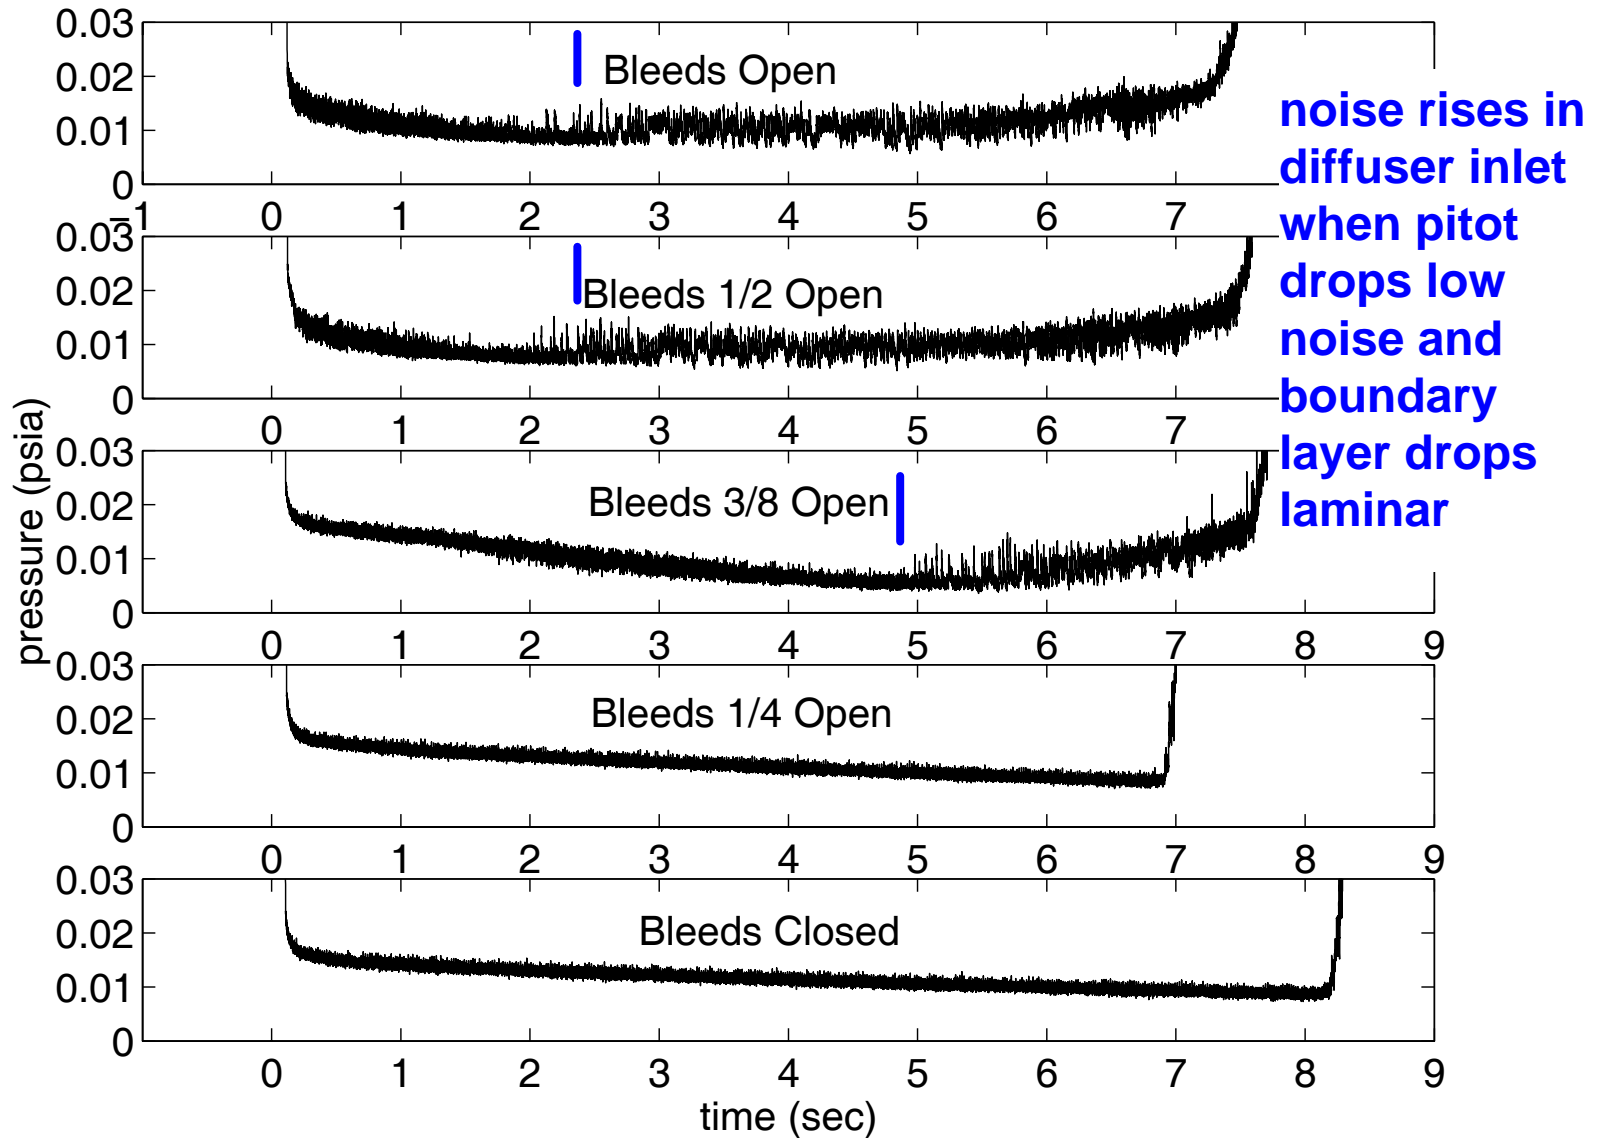 0.03
Bleeds Open
0.02
0.01
0
-1 0 1 2 3 4 5 6 7
noise rises in
diffuser inlet
when pitot
drops low
noise and
boundary
layer drops
laminar
0.03
Bleeds 1/2 Open
0.02
0.01
0
0 1 2 3 4 5 6 7
pressure (psia)
0.03
Bleeds 3/8 Open
0.02
0.01
0
0 1 2 3 4 5 6 7 8 9
0.03
Bleeds 1/4 Open
0.02
0.01
0
0 1 2 3 4 5 6 7 8 9
0.03
Bleeds Closed
0.02
0.01
0
0 1 2 3 4 5 6 7 8 9
time (sec)